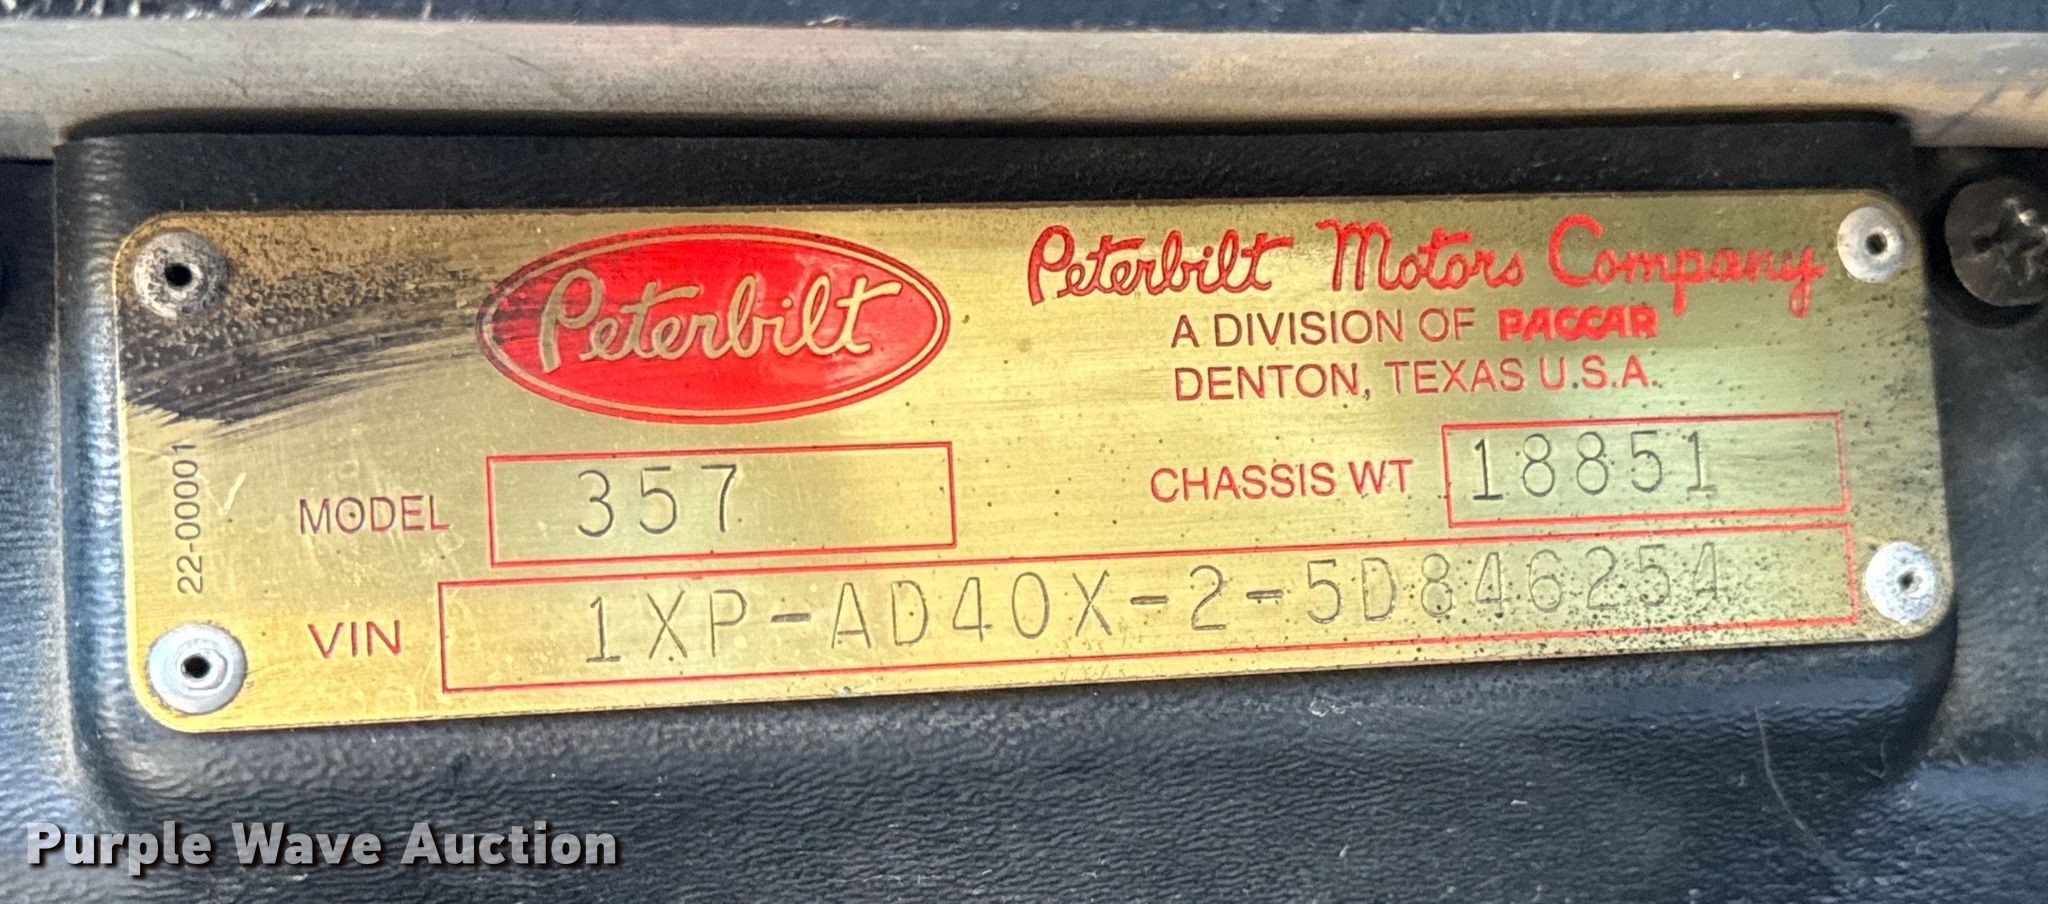 Peterbilt
Peterbilt Motors Company
A DIVISION OF PACCAR
DENTON, TEXAS U.S.A.
22-00001
MODEL 357
CHASSIS WT 18851
VIN 1XP-AD40X-2-5D846254
Purple Wave Auction